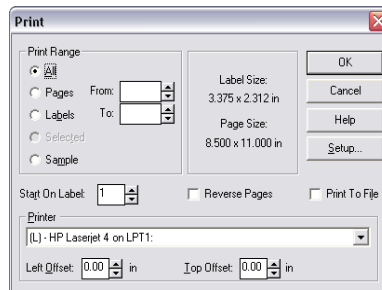 Print
Print Range
All
Pages From:
Labels To:
Selected
Sample
Label Size:
3.375 x 2.312 in
Page Size:
8.500 x 11.000 in
OK
Cancel
Help
Setup...
Start On Label: 1
Reverse Pages
Print To File
Printer
(L) - HP Laserjet 4 on LPT1:
Left Offset: 0.00 in Top Offset: 0.00 in